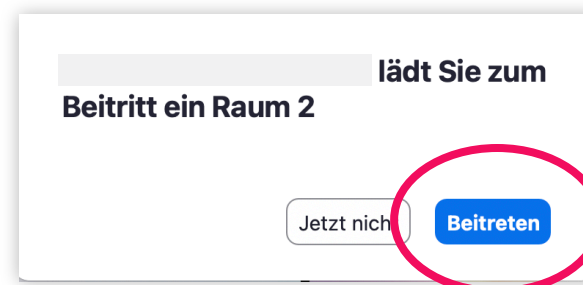 lädt Sie zum
Beitritt ein Raum 2
Jetzt nich
Beitreten